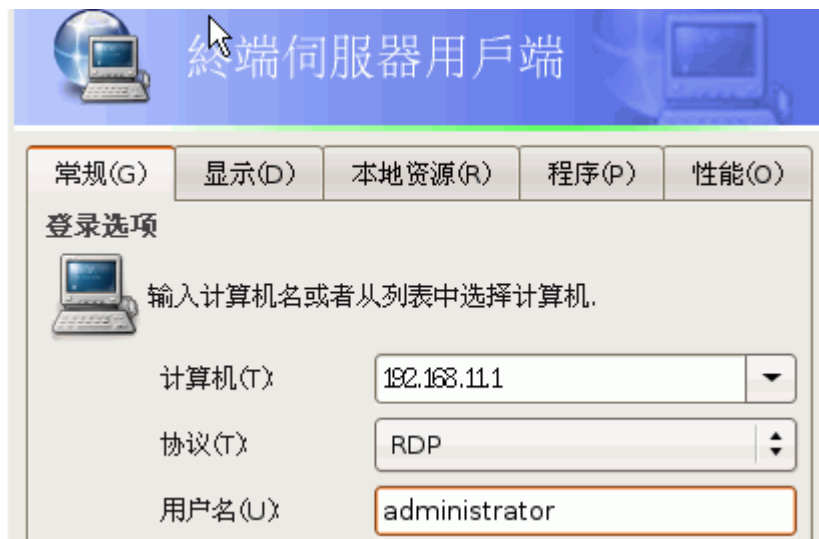 終端伺服器用戶端
常规(G) 显示(D) 本地资源(R) 程序(P) 性能(O)
登录选项
输入计算机名或者从列表中选择计算机.
计算机(T): 192.168.11.1
协议(T): RDP
用户名(U): administrator